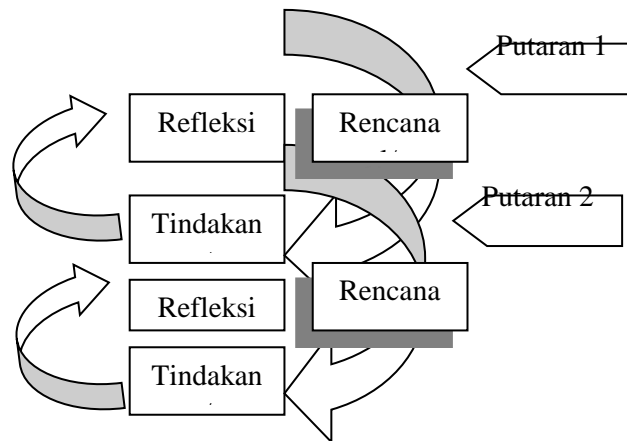 Putaran 1
Refleksi
Rencana
Tindakan
Putaran 2
Refleksi
Rencana
Tindakan